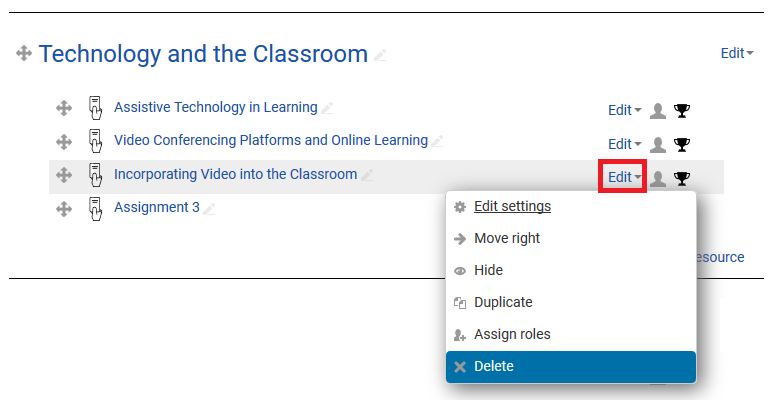 Technology and the Classroom Edit
Assistive Technology in Learning Edit
Video Conferencing Platforms and Online Learning Edit
Incorporating Video into the Classroom Edit
Assignment 3
Edit settings
Move right
esource
Hide
Duplicate
Assign roles
Delete